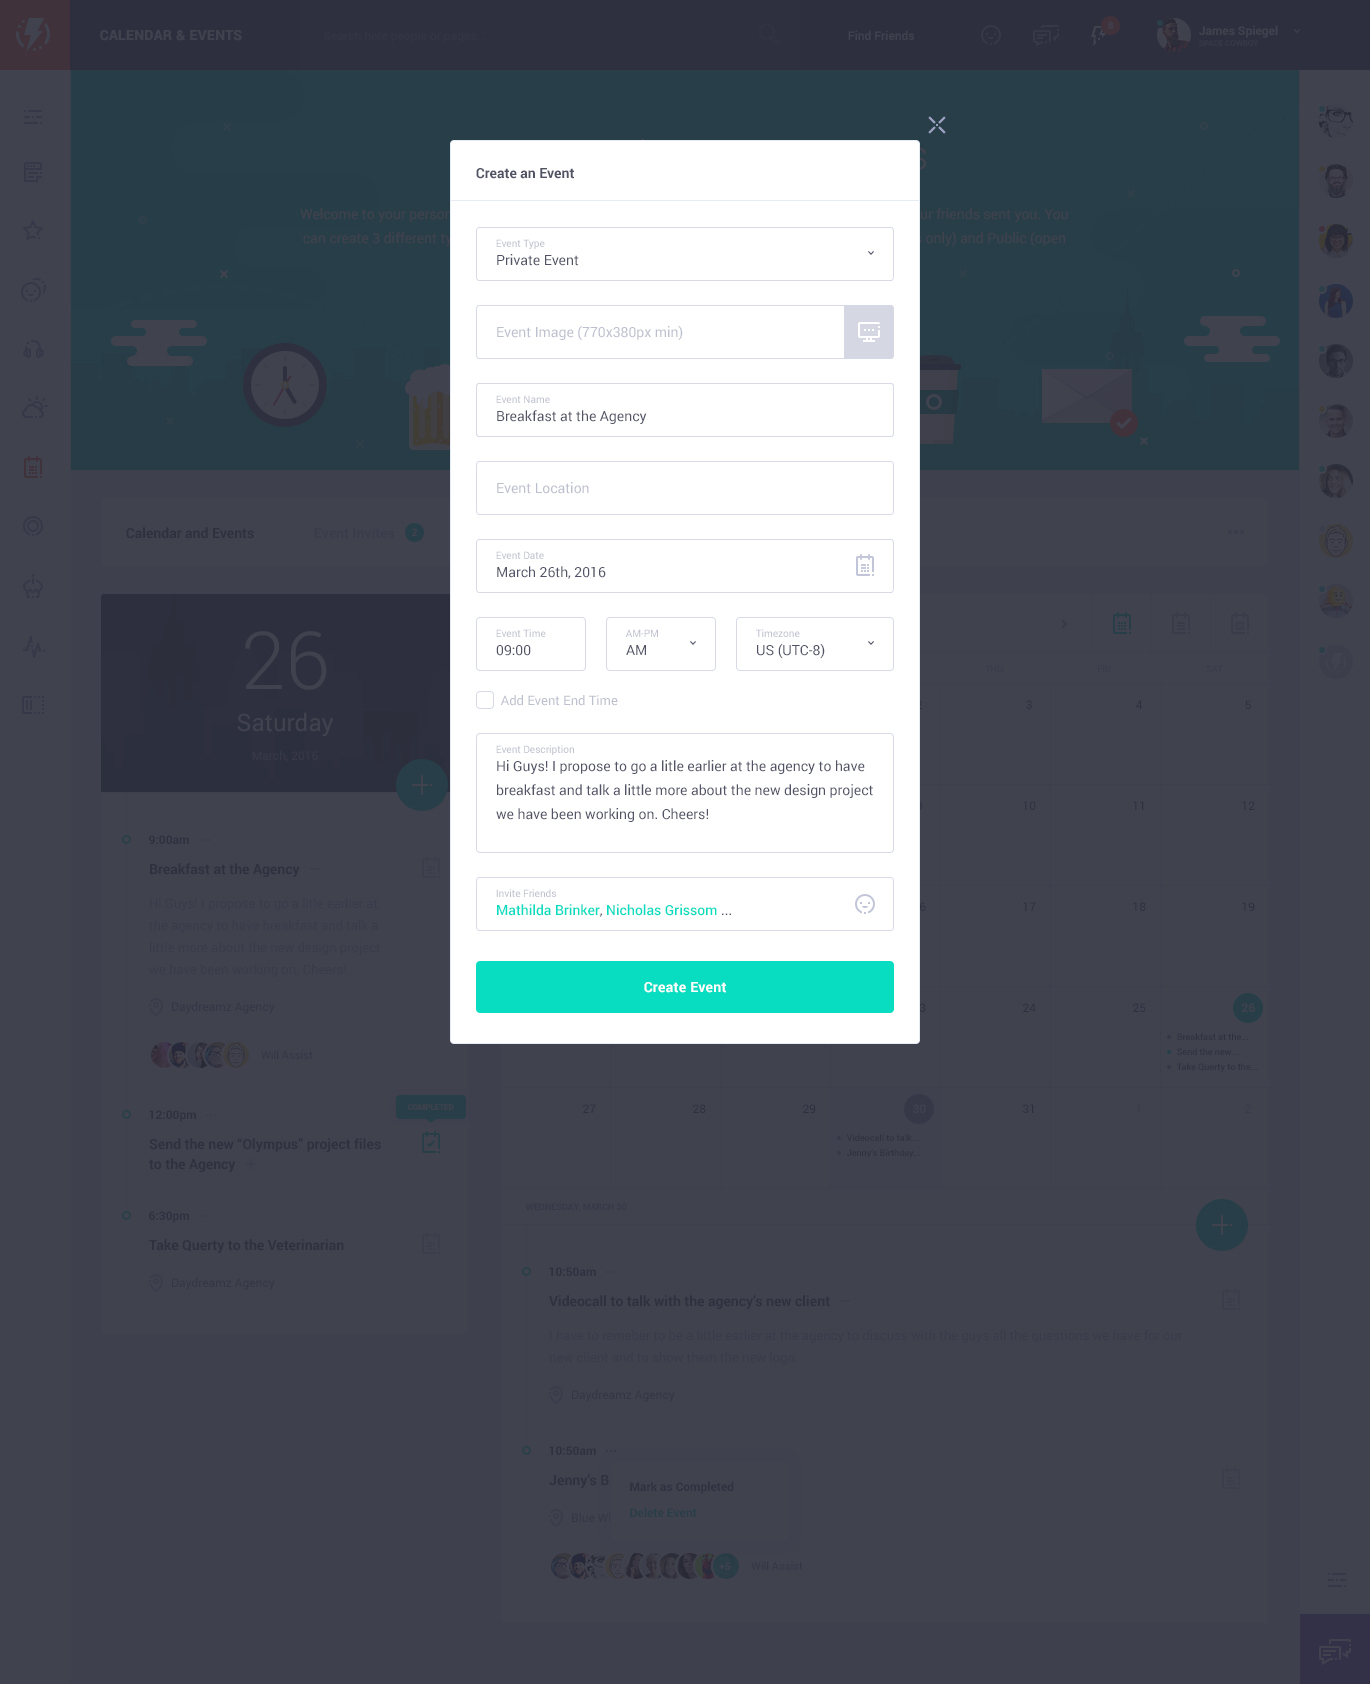 CALENDAR & EVENTS
Search here people or pages...
Find Friends
James Spiegel
SPACE COWBOY
Welcome to your person
ur friends sent you. You
can create 3 different ty
only) and Public (open
Create an Event
Event Type
Private Event
Event Image (770x380px min)
Event Name
Breakfast at the Agency
Event Location
Event Date
March 26th, 2016
Event Time
09:00
AM-PM
AM
Timezone
US (UTC-8)
Add Event End Time
Event Description
Hi Guys! I propose to go a litle earlier at the agency to have
breakfast and talk a little more about the new design project
we have been working on. Cheers!
Invite Friends
Mathilda Brinker, Nicholas Grissom ...
Create Event
Calendar and Events
Event Invites 2
26
Saturday
March, 2016
9:00am
Breakfast at the Agency
Hi Guys! I propose to go a litle earlier at
the agency to have breakfast and talk a
little more about the new design project
we have been working on. Cheers!
Daydreamz Agency
Will Assist
12:00pm
COMPLETED
Send the new “Olympus” project files
to the Agency
6:30pm
Take Querty to the Veterinarian
Daydreamz Agency
3 4 5
10 11 12
17 18 19
24 25 26
Breakfast at the...
Send the new...
Take Querty to the...
27 28 29 30 31
Videocall to talk...
Jenny's Birthday...
WEDNESDAY, MARCH 30
10:50am
Videocall to talk with the agency's new client
I have to remeber to be a little earlier at the agency to discuss with the guys all the questions we have for our
new client and to show them the new logo.
Daydreamz Agency
10:50am
Jenny's B
Mark as Completed
Blue Wi
Delete Event
+5
Will Assist